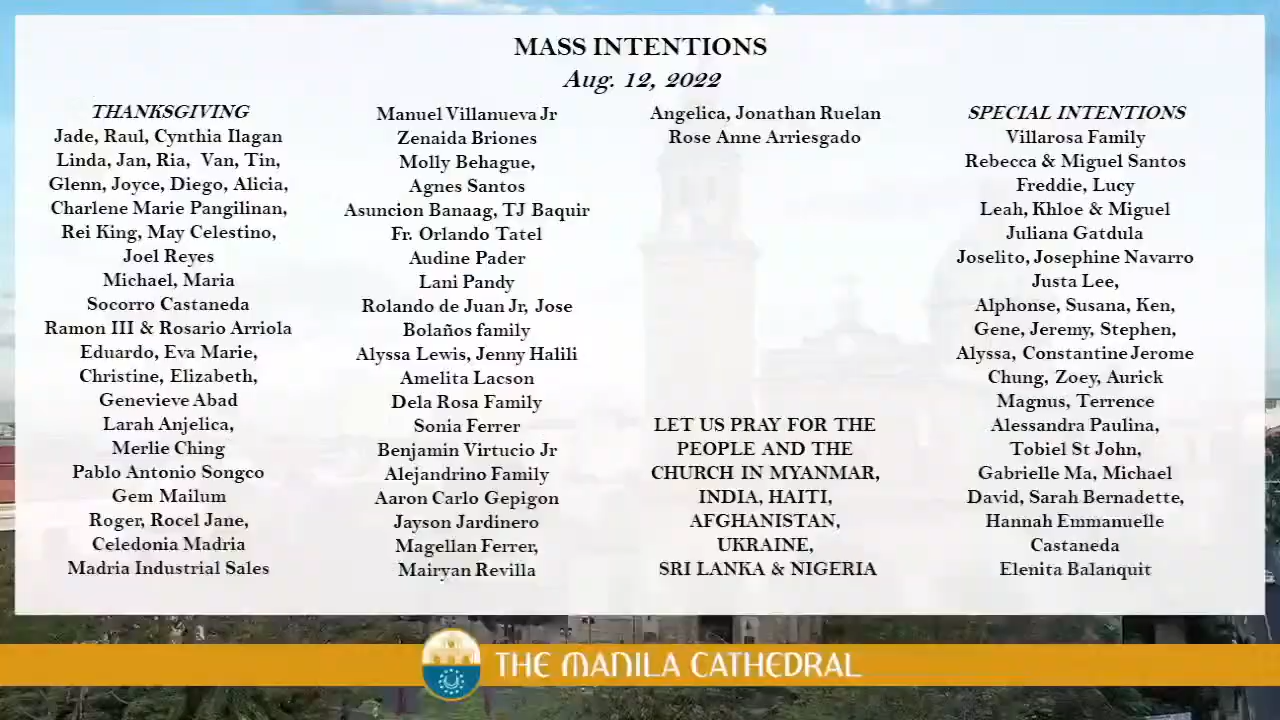 MASS INTENTIONS
Aug. 12, 2022
THANKSGIVING
Jade, Raul, Cynthia Ilagan
Linda, Jan, Ria, Van, Tin,
Glenn, Joyce, Diego, Alicia,
Charlene Marie Pangilinan,
Rei King, May Celestino,
Joel Reyes
Michael, Maria
Socorro Castaneda
Ramon III & Rosario Arriola
Eduardo, Eva Marie,
Christine, Elizabeth,
Genevieve Abad
Larah Anjelica,
Merlie Ching
Pablo Antonio Songco
Gem Mailum
Roger, Rocel Jane,
Celedonia Madria
Madria Industrial Sales
Manuel Villanueva Jr
Zenaida Briones
Molly Behague,
Agnes Santos
Asuncion Banaag, TJ Baquir
Fr. Orlando Tatel
Audine Pader
Lani Pandy
Rolando de Juan Jr, Jose
Bolaños family
Alyssa Lewis, Jenny Halili
Amelita Lacson
Dela Rosa Family
Sonia Ferrer
Benjamin Virtucio Jr
Alejandrino Family
Aaron Carlo Gepigon
Jayson Jardinero
Magellan Ferrer,
Mairyan Revilla
Angelica, Jonathan Ruelan
Rose Anne Arriesgado
LET US PRAY FOR THE
PEOPLE AND THE
CHURCH IN MYANMAR,
INDIA, HAITI,
AFGHANISTAN,
UKRAINE,
SRI LANKA & NIGERIA
SPECIAL INTENTIONS
Villarosa Family
Rebecca & Miguel Santos
Freddie, Lucy
Leah, Khloe & Miguel
Juliana Gatdula
Joselito, Josephine Navarro
Justa Lee,
Alphonse, Susana, Ken,
Gene, Jeremy, Stephen,
Alyssa, Constantine Jerome
Chung, Zoey, Aurick
Magnus, Terrence
Alessandra Paulina,
Tobiel St John,
Gabrielle Ma, Michael
David, Sarah Bernadette,
Hannah Emmanuelle
Castaneda
Elenita Balanquit
THE MANILA CATHEDRAL